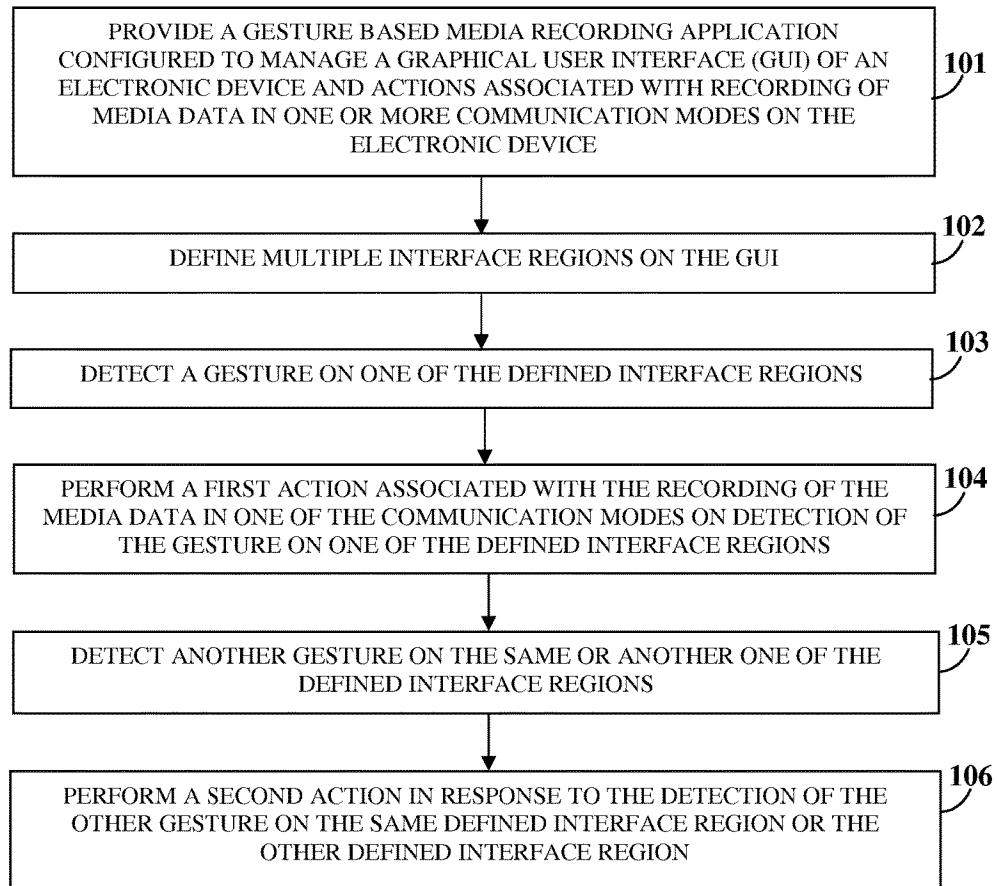 PROVIDE A GESTURE BASED MEDIA RECORDING APPLICATION
CONFIGURED TO MANAGE A GRAPHICAL USER INTERFACE (GUI) OF AN
ELECTRONIC DEVICE AND ACTIONS ASSOCIATED WITH RECORDING OF
MEDIA DATA IN ONE OR MORE COMMUNICATION MODES ON THE
ELECTRONIC DEVICE
101
DEFINE MULTIPLE INTERFACE REGIONS ON THE GUI
102
DETECT A GESTURE ON ONE OF THE DEFINED INTERFACE REGIONS
103
PERFORM A FIRST ACTION ASSOCIATED WITH THE RECORDING OF THE
MEDIA DATA IN ONE OF THE COMMUNICATION MODES ON DETECTION OF
THE GESTURE ON ONE OF THE DEFINED INTERFACE REGIONS
104
DETECT ANOTHER GESTURE ON THE SAME OR ANOTHER ONE OF THE
DEFINED INTERFACE REGIONS
105
PERFORM A SECOND ACTION IN RESPONSE TO THE DETECTION OF THE
OTHER GESTURE ON THE SAME DEFINED INTERFACE REGION OR THE
OTHER DEFINED INTERFACE REGION
106